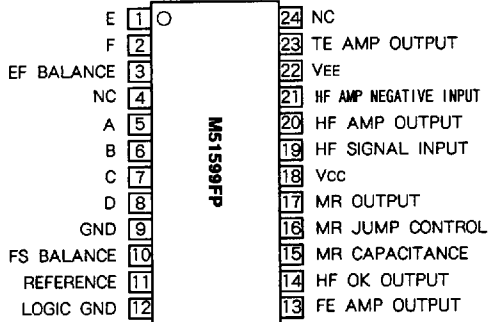 E 1 24 NC
F 2 23 TE AMP OUTPUT
EF BALANCE 3 22 VEE
NC 4 21 HF AMP NEGATIVE INPUT
A 5 20 HF AMP OUTPUT
B 6 19 HF SIGNAL INPUT
C 7 18 Vcc
D 8 17 MR OUTPUT
GND 9 16 MR JUMP CONTROL
FS BALANCE 10 15 MR CAPACITANCE
REFERENCE 11 14 HF OK OUTPUT
LOGIC GND 12 13 FE AMP OUTPUT
M51599FP